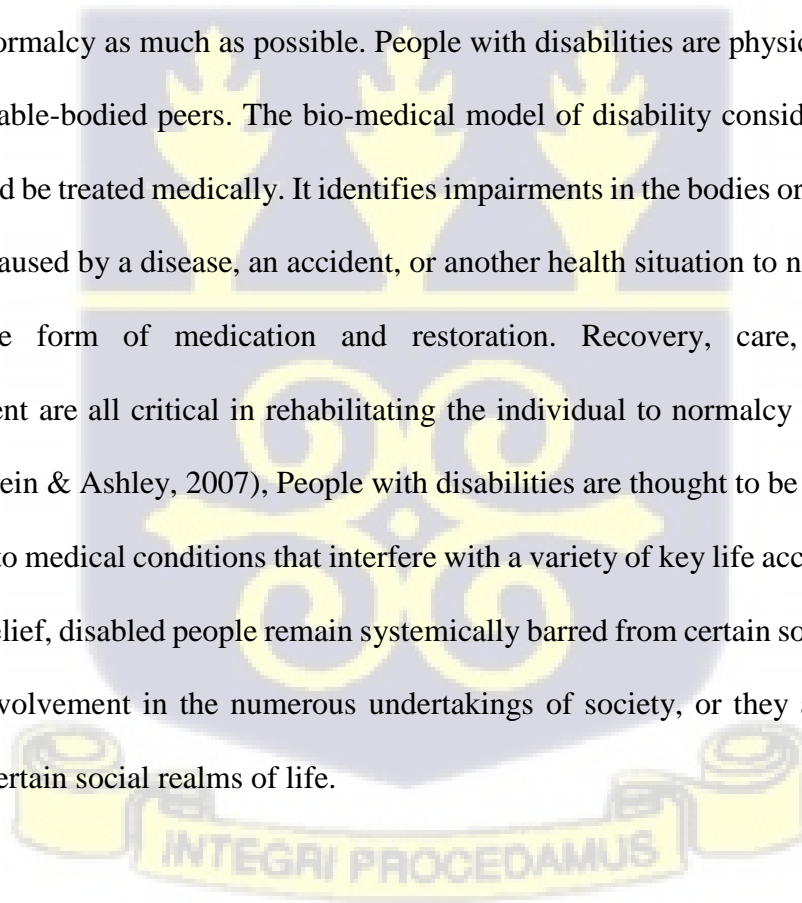 ormalcy as much as possible. People with disabilities are physic
able-bodied peers. The bio-medical model of disability consid
d be treated medically. It identifies impairments in the bodies or
aused by a disease, an accident, or another health situation to n
e form of medication and restoration. Recovery, care,
ent are all critical in rehabilitating the individual to normalcy
ein & Ashley, 2007), People with disabilities are thought to be
to medical conditions that interfere with a variety of key life acc
elief, disabled people remain systemically barred from certain so
volvement in the numerous undertakings of society, or they a
ertain social realms of life.
INTEGRI PROCEDAMUS